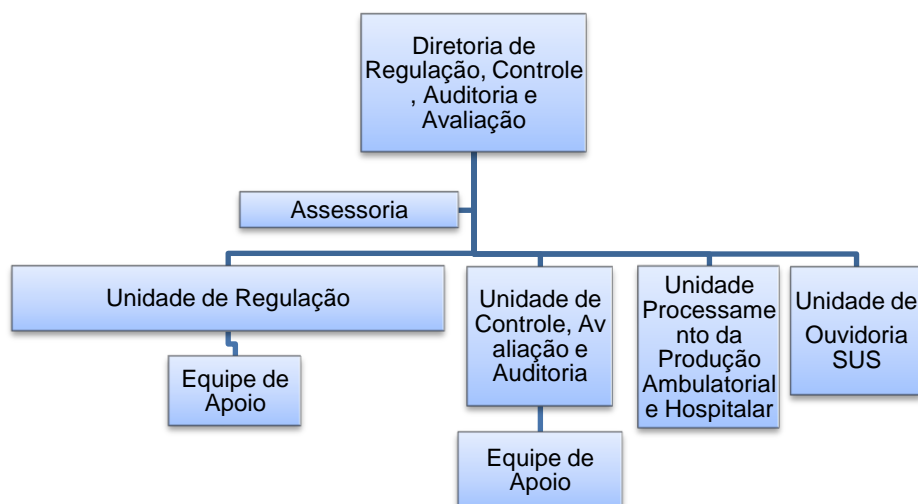 Diretoria de
Regulação, Controle
, Auditoria e
Avaliação
Assessoria
Unidade de Regulação
Unidade de
Controle, Av
aliação e
Auditoria
Unidade
Processame
nto da
Produção
Ambulatorial
e Hospitalar
Unidade de
Ouvidoria
SUS
Equipe de
Apoio
Equipe de
Apoio